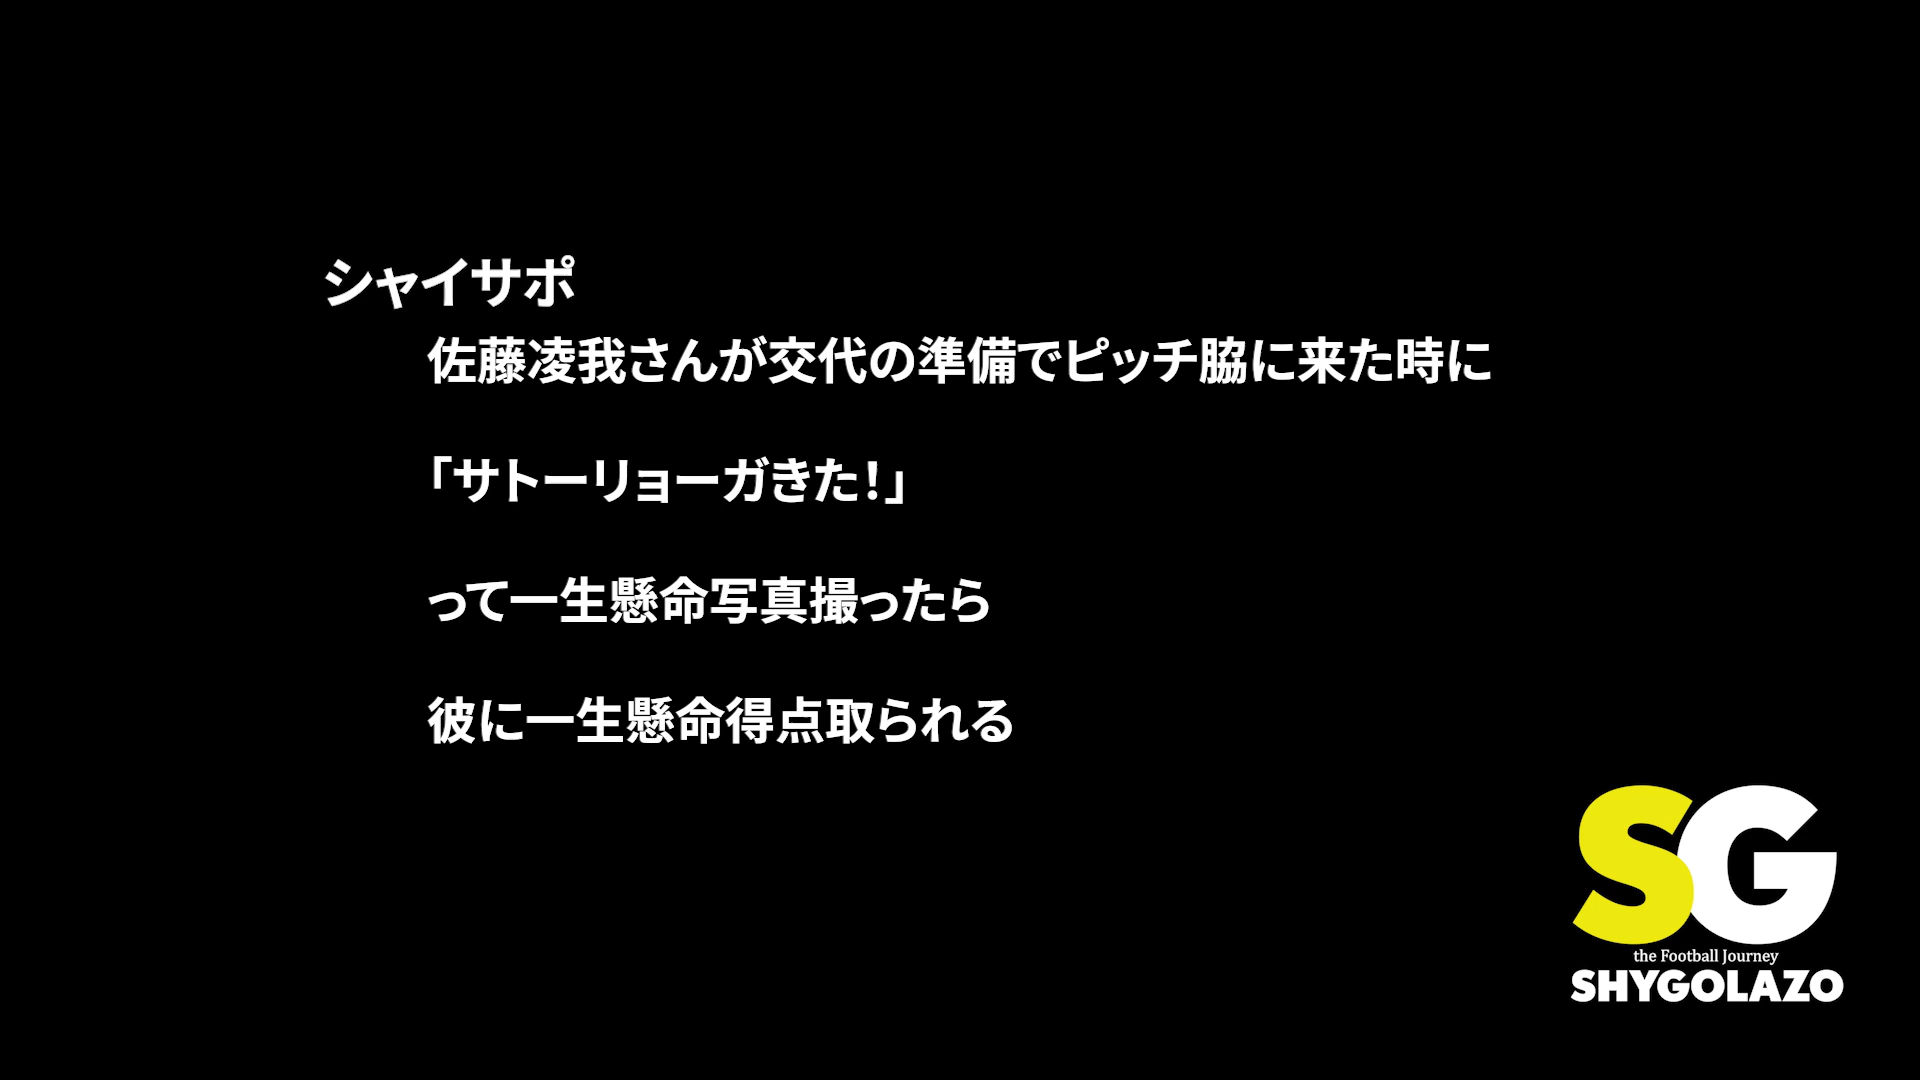 シャイサポ
佐藤凌我さんが交代の準備でピッチ脇に来た時に
「サトーリョーガきた！」
って一生懸命写真撮ったら
彼に一生懸命得点取られる
SG
the Football Journey
SHYGOLAZO